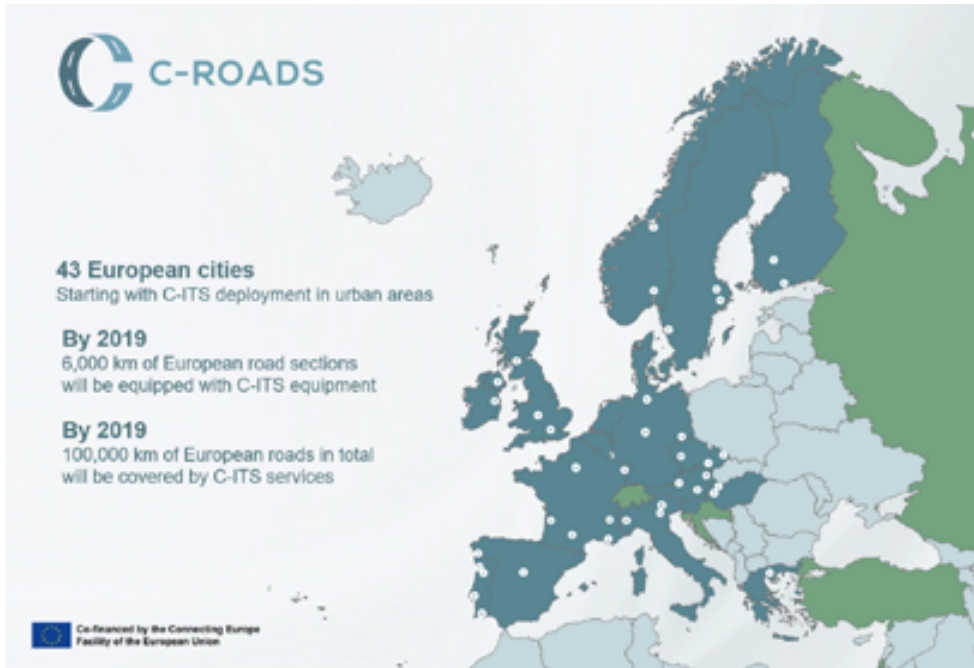 C-ROADS
43 European cities
Starting with C-ITS deployment in urban areas
By 2019
6,000 km of European road sections
will be equipped with C-ITS equipment
By 2019
100,000 km of European roads in total
will be covered by C-ITS services
Co-financed by the Connecting Europe
Facility of the European Union